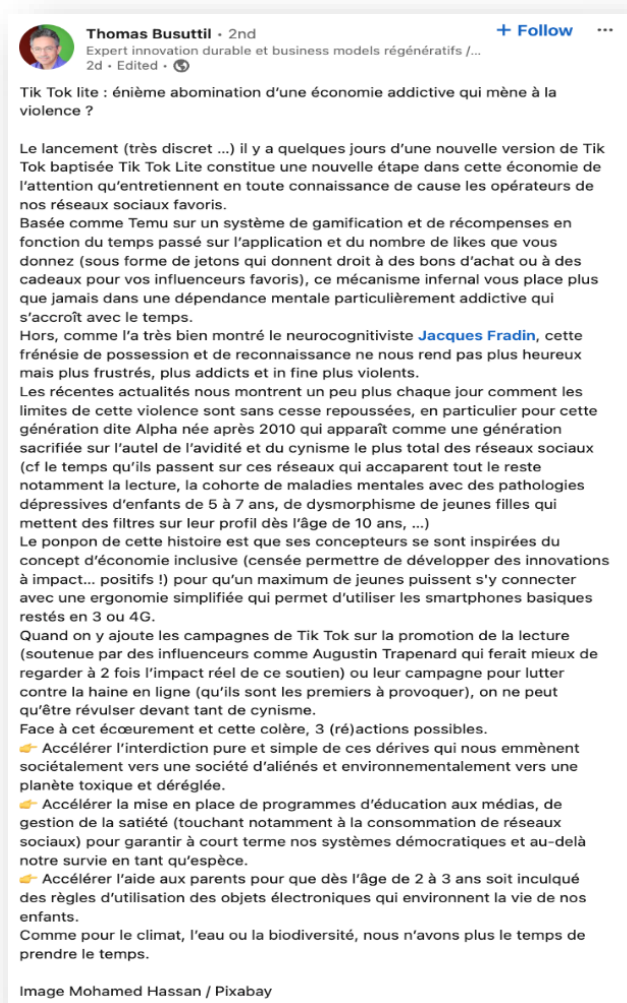 Thomas Busuttil • 2nd
+ Follow ...
Expert innovation durable et business models régénératifs /...
2d • Edited •
Tik Tok lite : énième abomination d'une économie addictive qui mène à la
violence ?
Le lancement (très discret ...) il y a quelques jours d'une nouvelle version de Tik
Tok baptisée Tik Tok Lite constitue une nouvelle étape dans cette économie de
l'attention qu'entretiennent en toute connaissance de cause les opérateurs de
nos réseaux sociaux favoris.
Basée comme Temu sur un système de gamification et de récompenses en
fonction du temps passé sur l'application et du nombre de likes que vous
donnez (sous forme de jetons qui donnent droit à des bons d'achat ou à des
cadeaux pour vos influenceurs favoris), ce mécanisme infernal vous place plus
que jamais dans une dépendance mentale particulièrement addictive qui
s'accroît avec le temps.
Hors, comme l'a très bien montré le neurocognitiviste Jacques Fradin, cette
frénésie de possession et de reconnaissance ne nous rend pas plus heureux
mais plus frustrés, plus addicts et in fine plus violents.
Les récentes actualités nous montrent un peu plus chaque jour comment les
limites de cette violence sont sans cesse repoussées, en particulier pour cette
génération dite Alpha née après 2010 qui apparaît comme une génération
sacrifiée sur l'autel de l'avidité et du cynisme le plus total des réseaux sociaux
(cf le temps qu'ils passent sur ces réseaux qui accaparent tout le reste
notamment la lecture, la cohorte de maladies mentales avec des pathologies
dépressives d'enfants de 5 à 7 ans, de dysmorphisme de jeunes filles qui
mettent des filtres sur leur profil dès l'âge de 10 ans, ...)
Le ponpon de cette histoire est que ses concepteurs se sont inspirées du
concept d'économie inclusive (censée permettre de développer des innovations
à impact... positifs !) pour qu'un maximum de jeunes puissent s'y connecter
avec une ergonomie simplifiée qui permet d'utiliser les smartphones basiques
restés en 3 ou 4G.
Quand on y ajoute les campagnes de Tik Tok sur la promotion de la lecture
(soutenue par des influenceurs comme Augustin Trapenard qui ferait mieux de
regarder à 2 fois l'impact réel de ce soutien) ou leur campagne pour lutter
contre la haine en ligne (qu'ils sont les premiers à provoquer), on ne peut
qu'être révulser devant tant de cynisme.
Face à cet écœurement et cette colère, 3 (ré)actions possibles.
👉 Accélérer l'interdiction pure et simple de ces dérives qui nous emmènent
sociétalement vers une société d'aliénés et environnementalement vers une
planète toxique et déréglée.
👉 Accélérer la mise en place de programmes d'éducation aux médias, de
gestion de la satiété (touchant notamment à la consommation de réseaux
sociaux) pour garantir à court terme nos systèmes démocratiques et au-delà
notre survie en tant qu'espèce.
👉 Accélérer l'aide aux parents pour que dès l'âge de 2 à 3 ans soit inculqué
des règles d'utilisation des objets électroniques qui environnent la vie de nos
enfants.
Comme pour le climat, l'eau ou la biodiversité, nous n'avons plus le temps de
prendre le temps.
Image Mohamed Hassan / Pixabay